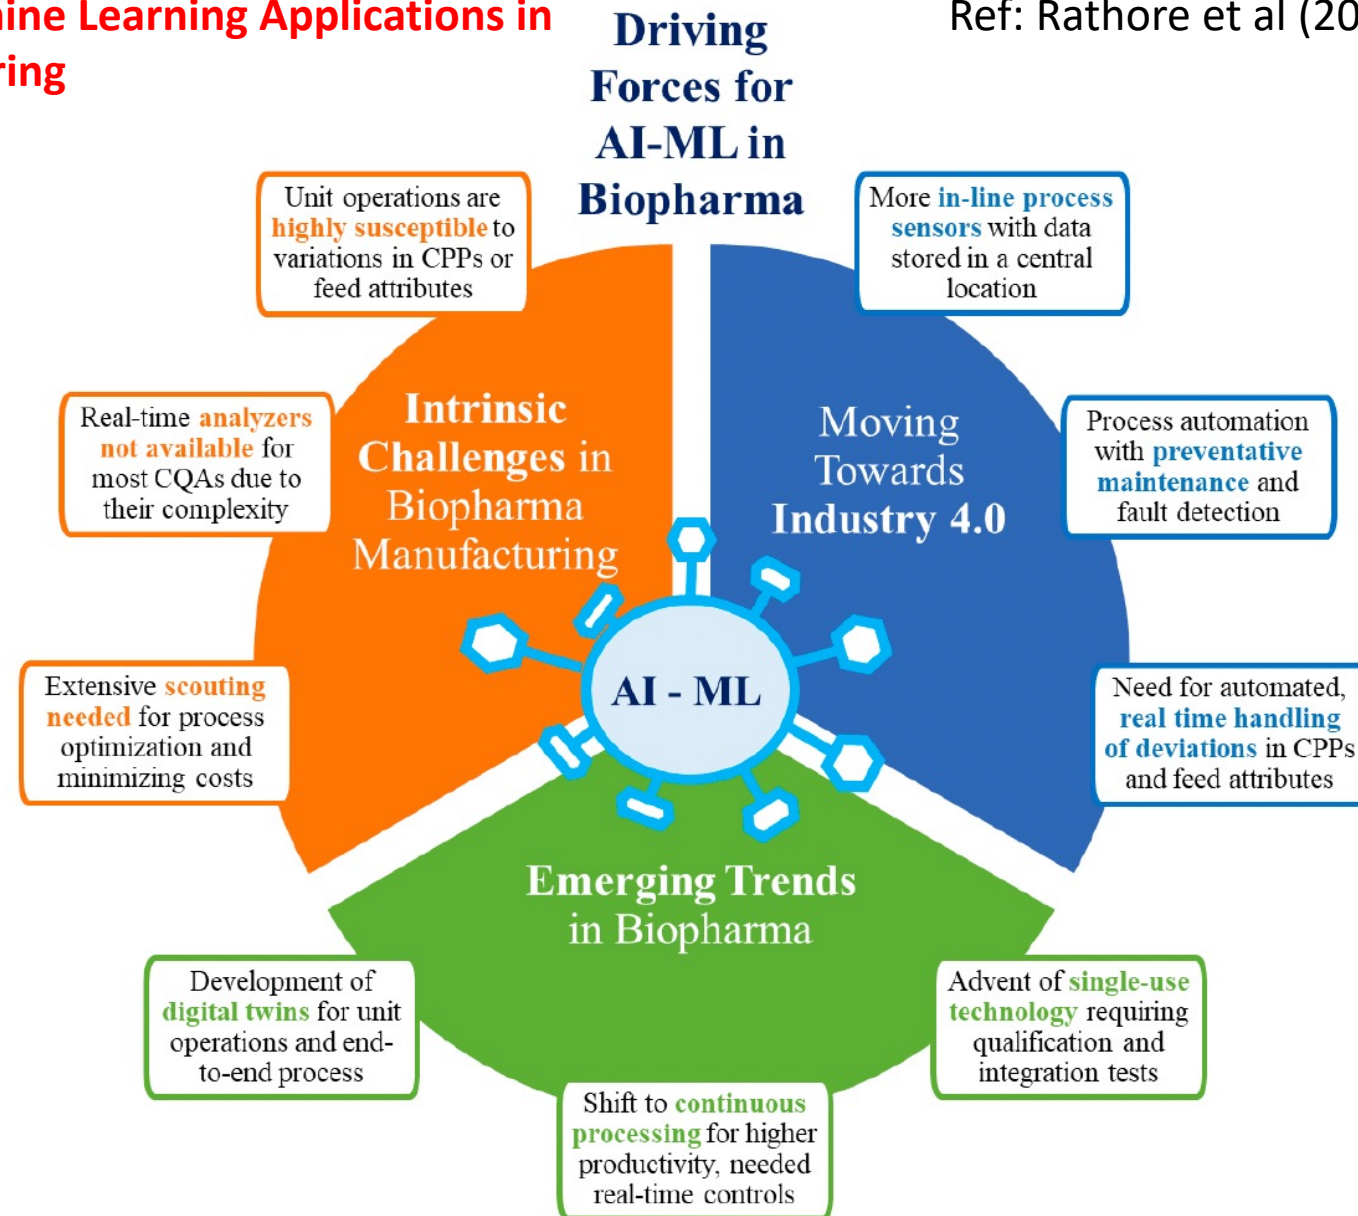 Learning Applications in
Ref: Rathore et al
Driving
Forces for
AI-ML in
Biopharma
Unit operations are
highly susceptible to
variations in CPPs or
feed attributes
More in-line process
sensors with data
stored in a central
location
Real-time analyzers
not available for
most CQAs due to
their complexity
Intrinsic
Challenges in
Biopharma
Manufacturing
Moving
Towards
Industry 4.0
Process automation
with preventative
maintenance and
fault detection
Extensive scouting
needed for process
optimization and
minimizing costs
AI - ML
Need for automated,
real time handling
of deviations in CPPs
and feed attributes
Emerging Trends
in Biopharma
Development of
digital twins for unit
operations and end-
to-end process
Shift to continuous
processing for higher
productivity, needed
real-time controls
Advent of single-use
technology requiring
qualification and
integration tests